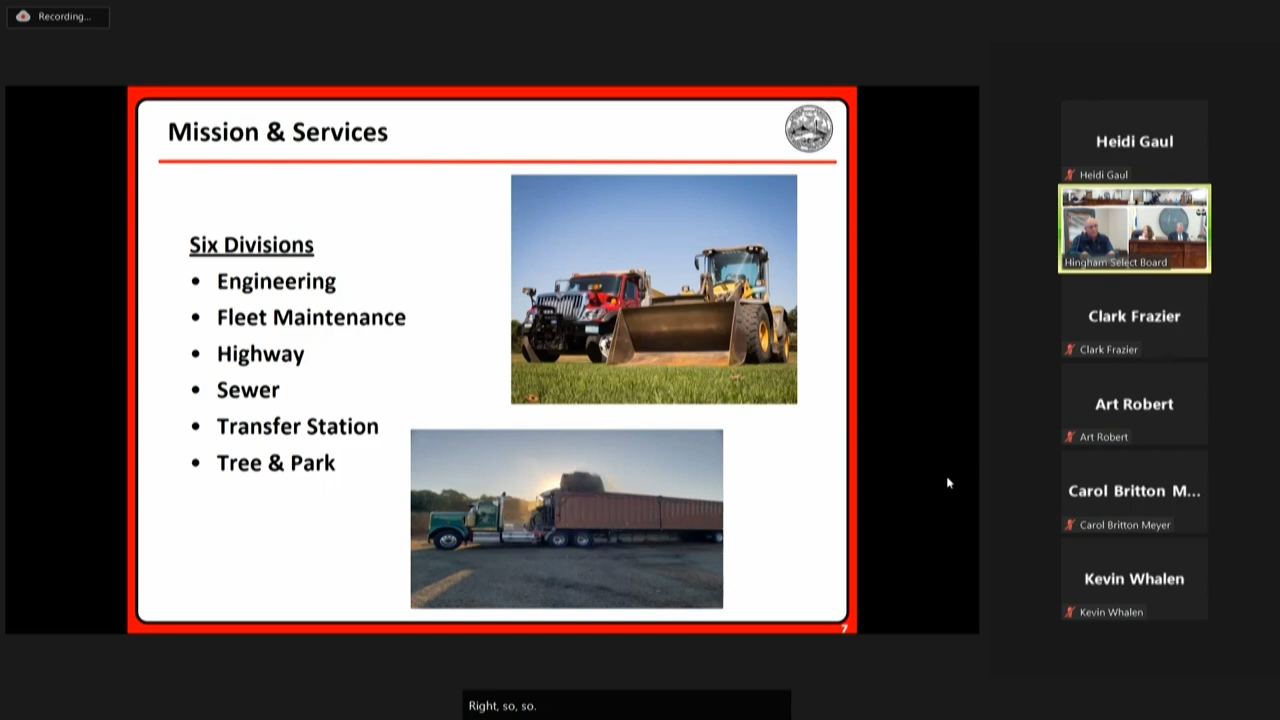 Recording...
Mission & Services
Six Divisions
• Engineering
• Fleet Maintenance
• Highway
• Sewer
• Transfer Station
• Tree & Park
7
Heidi Gaul
Heidi Gaul
Hingham Select Board
Clark Frazier
Clark Frazier
Art Robert
Art Robert
Carol Britton M...
Carol Britton Meyer
Kevin Whalen
Kevin Whalen
Right, so, so.